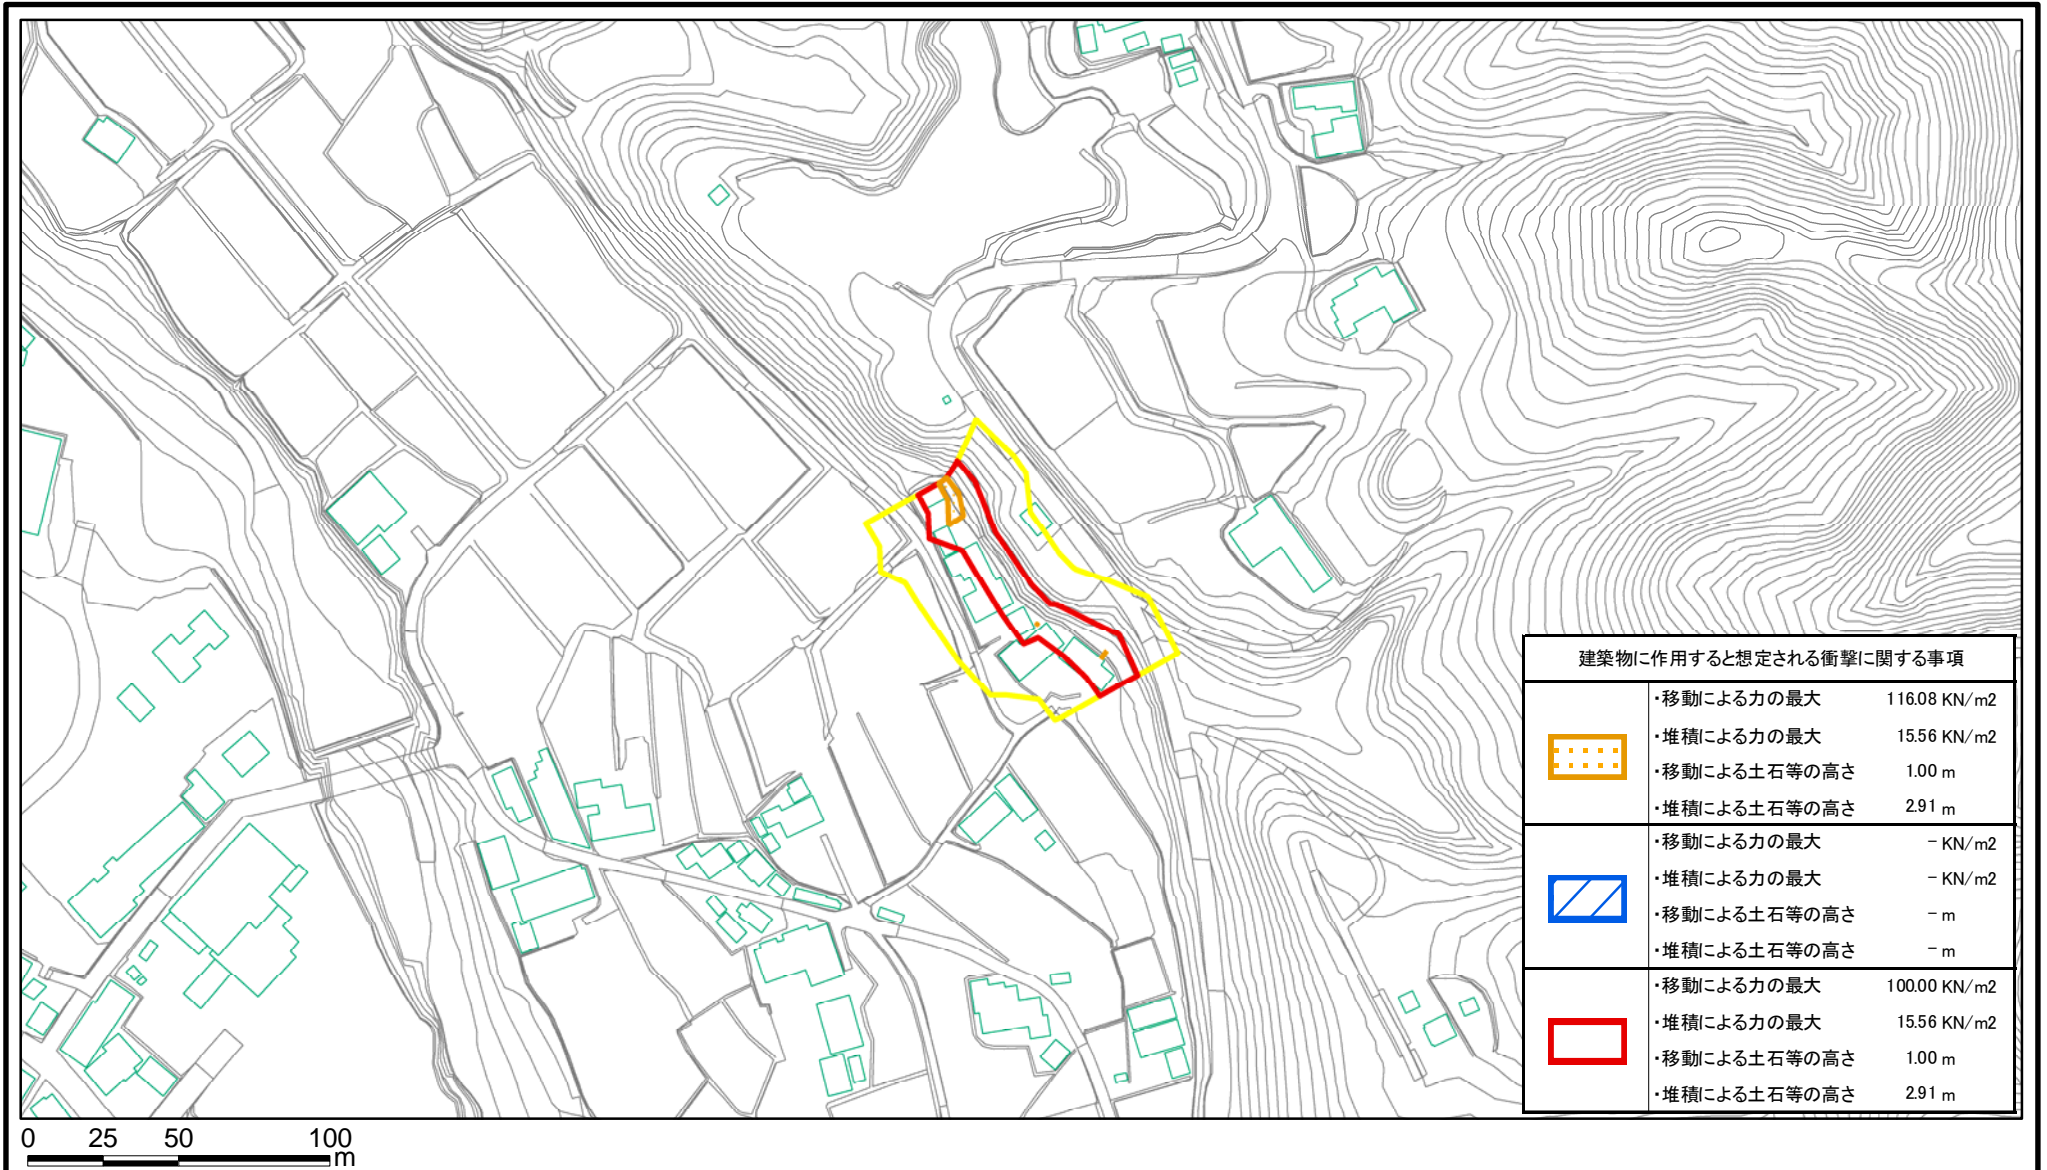 建築物に作用すると想定される衝撃に関する事項
・移動による力の最大 116.08 KN/m2
・堆積による力の最大 15.56 KN/m2
・移動による土石等の高さ 1.00 m
・堆積による土石等の高さ 2.91 m
・移動による力の最大 − KN/m2
・堆積による力の最大 − KN/m2
・移動による土石等の高さ − m
・堆積による土石等の高さ − m
・移動による力の最大 100.00 KN/m2
・堆積による力の最大 15.56 KN/m2
・移動による土石等の高さ 1.00 m
・堆積による土石等の高さ 2.91 m
0 25 50 100
m